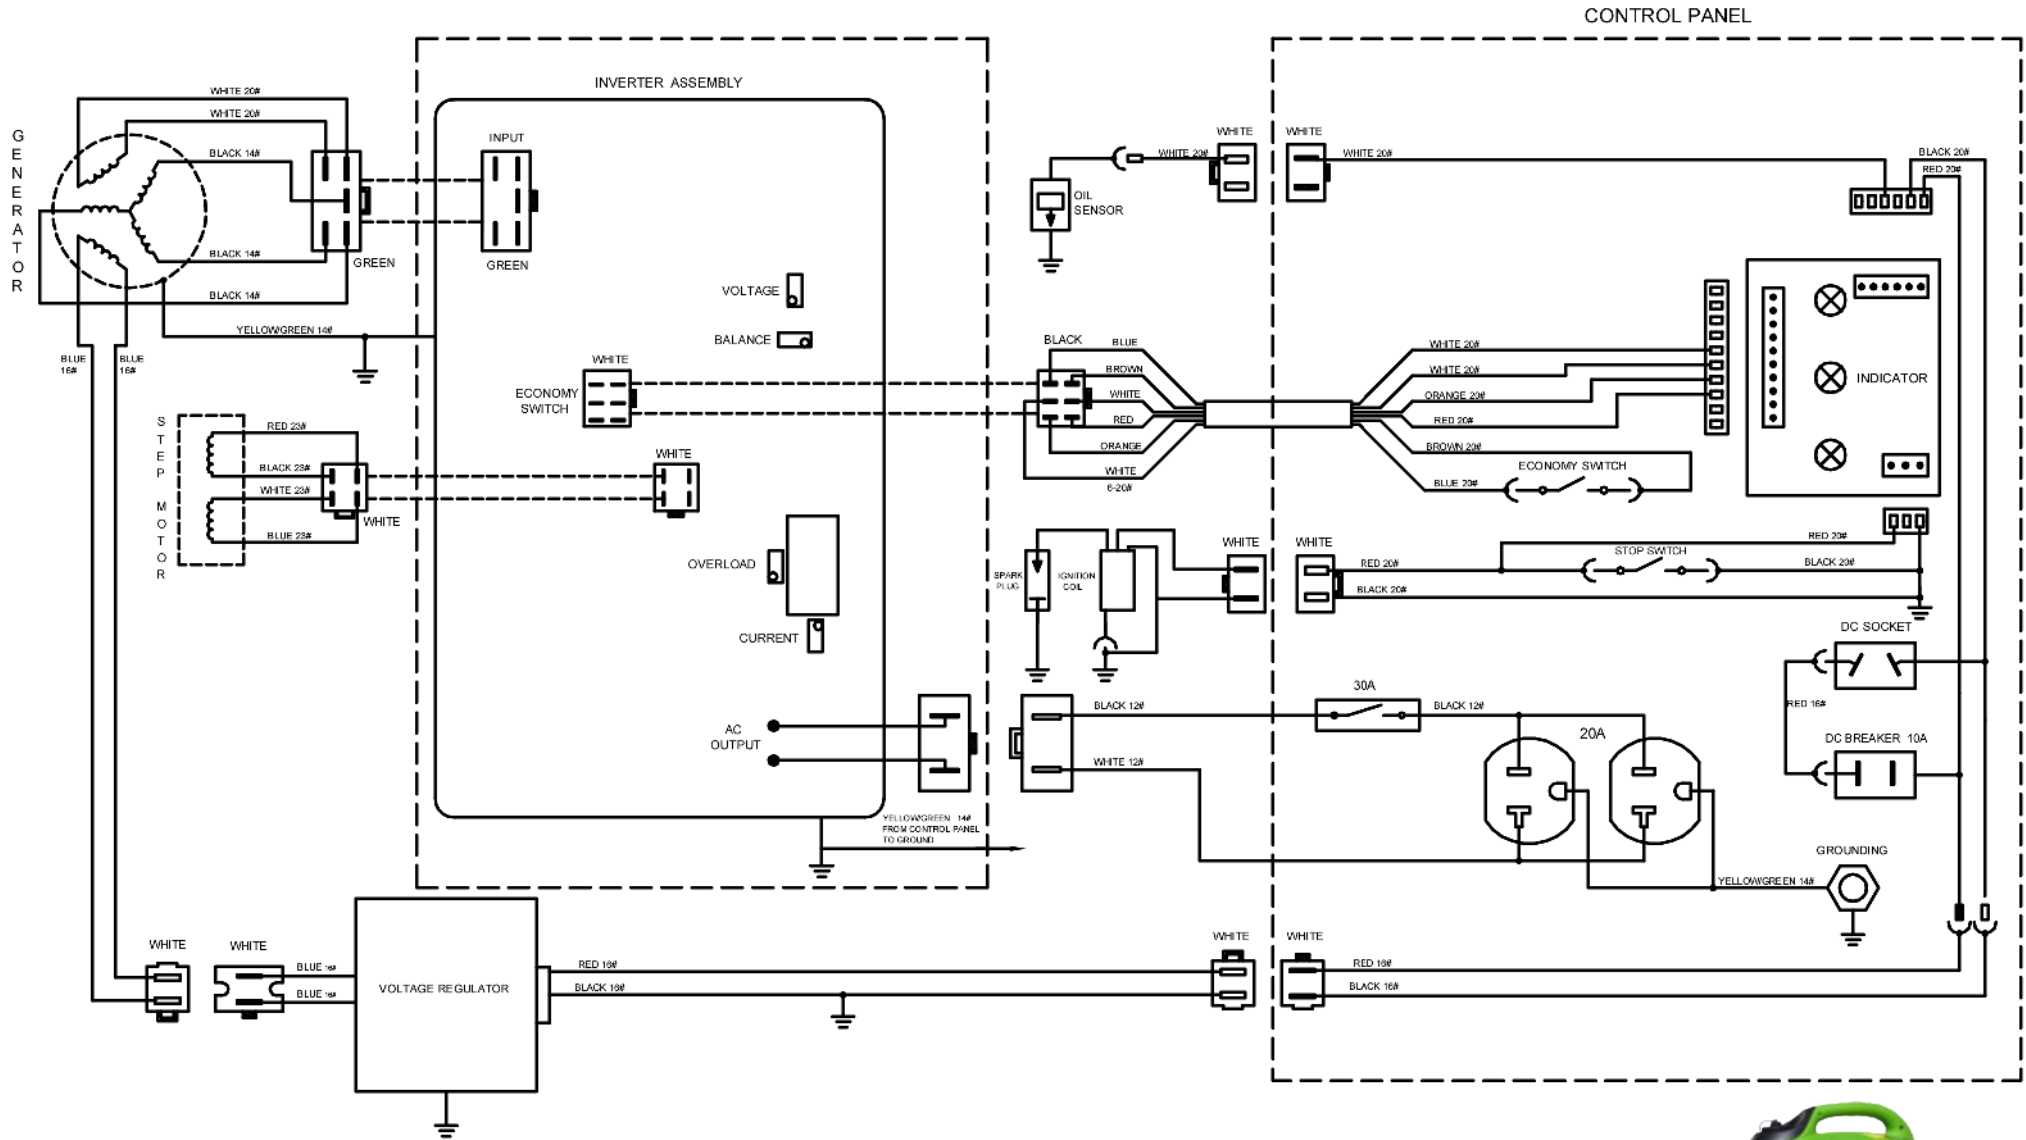 CONTROL PANEL
INVERTER ASSEMBLY
GENERATOR
WHITE 20#
WHITE 20#
BLACK 14#
BLACK 14#
BLACK 14#
GREEN
INPUT
GREEN
YELLOW/GREEN 14#
BLUE 16#
BLUE 16#
VOLTAGE
BALANCE
WHITE
ECONOMY
SWITCH
STEP MOTOR
RED 23#
BLACK 23#
WHITE 23#
BLUE 23#
WHITE
WHITE
OVERLOAD
CURRENT
AC
OUTPUT
YELLOW/GREEN 14#
FROM CONTROL PANEL
TO GROUND
WHITE
WHITE
WHITE 20#
WHITE 20#
OIL
SENSOR
BLACK 20#
RED 20#
BLACK
BLUE
BROWN
WHITE
RED
ORANGE
WHITE
6-20#
WHITE 20#
WHITE 20#
ORANGE 20#
RED 20#
BROWN 20#
ECONOMY SWITCH
BLUE 20#
INDICATOR
SPARK
PLUG
IGNITION
COIL
WHITE
WHITE
RED 20#
BLACK 20#
RED 20#
STOP SWITCH
BLACK 20#
DC SOCKET
RED 16#
DC BREAKER 10A
BLACK 12#
30A
BLACK 12#
20A
WHITE 12#
GROUNDING
YELLOW/GREEN 14#
WHITE
WHITE
BLUE 16#
BLUE 16#
VOLTAGE REGULATOR
RED 16#
BLACK 16#
WHITE
WHITE
RED 16#
BLACK 16#